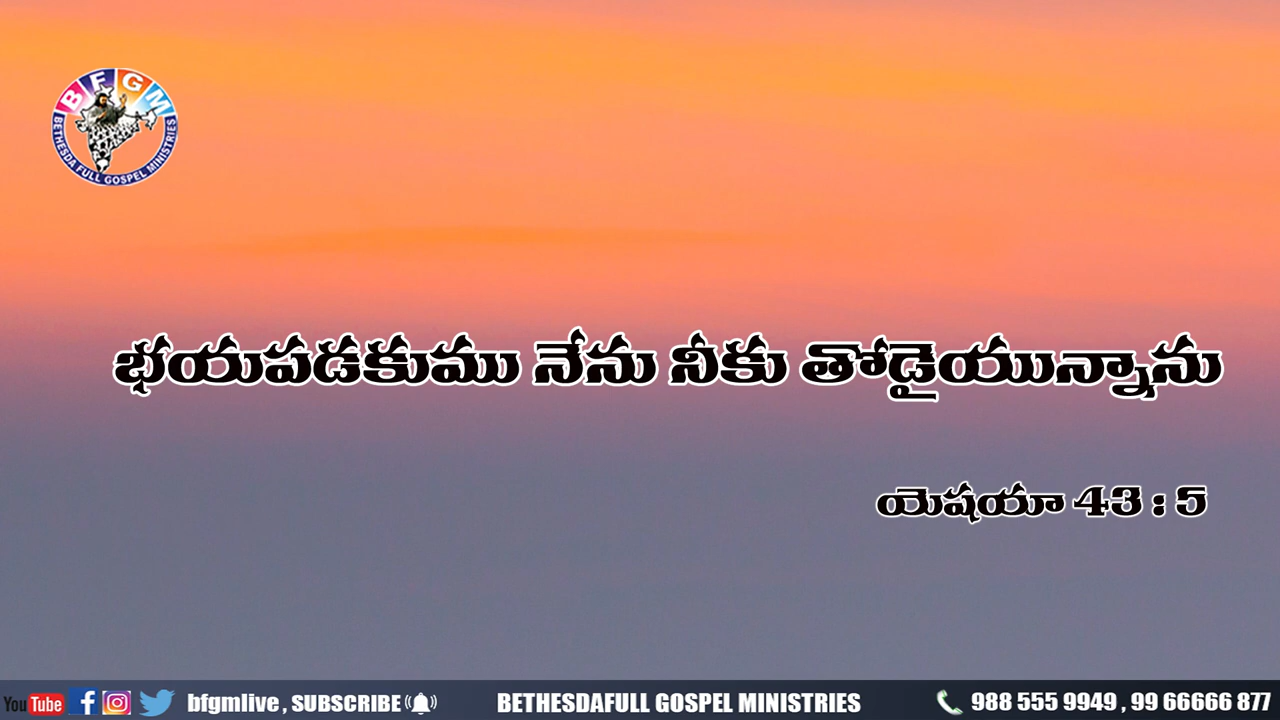 BFGM
BETHESDA FULL GOSPEL MINISTRIES
భయపడకుము నేను నీకు తోడైయున్నాను
యెషయా 43 : 5
YouTube bfgmlive , SUBSCRIBE BETHESDAFULL GOSPEL MINISTRIES 988 555 9949 , 99 66666 877